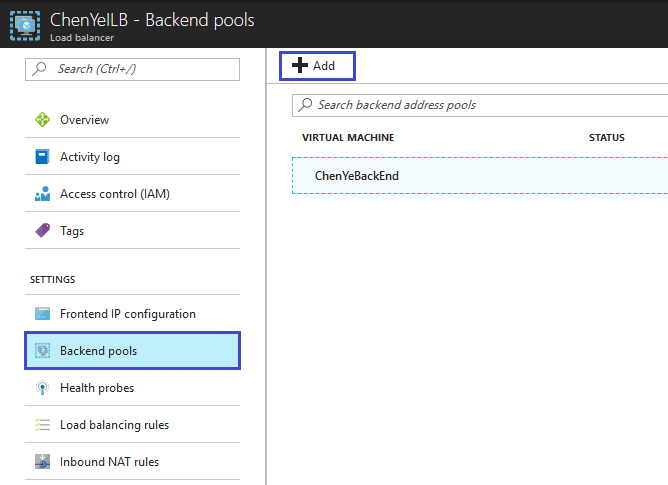 ChenYeILB - Backend pools
Load balancer
Search (Ctrl+/)
Overview
Activity log
Access control (IAM)
Tags
SETTINGS
Frontend IP configuration
Backend pools
Health probes
Load balancing rules
Inbound NAT rules
Add
Search backend address pools
VIRTUAL MACHINE STATUS
ChenYeBackEnd